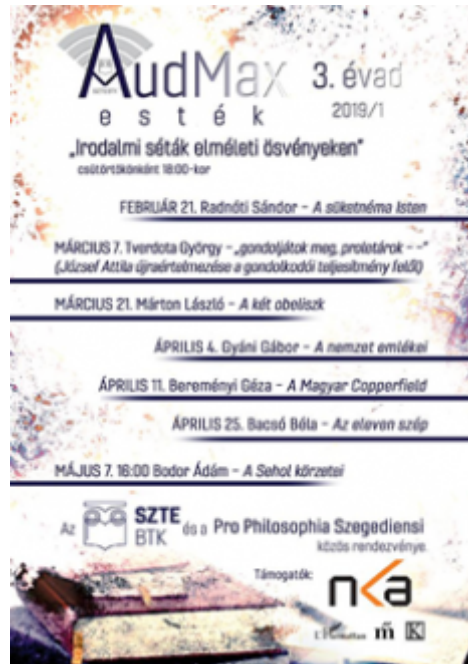 AudMax
esték
3. évad
2019/1
„Irodalmi séták elméleti ösvényeken"
csütörtökönként 18:00-kor
FEBRUÁR 21. Radnóti Sándor – A süketnéma Isten
MÁRCIUS 7. Tverdota György – „gondoljátok meg, proletárok - -"
(József Attila újraértelmezése a gondolkodói teljesítmény felől)
MÁRCIUS 21. Márton László – A két obeliszk
ÁPRILIS 4. Gyáni Gábor – A nemzet emlékei
ÁPRILIS 11. Bereményi Géza – A Magyar Copperfield
ÁPRILIS 25. Bacsó Béla – Az eleven szép
MÁJUS 7. 16:00 Bodor Ádám – A Sehol körzetei
Az SZTE BTK és a Pro Philosophia Szegediensi
közös rendezvénye
Támogatók:
nka
L'Harmattan m K